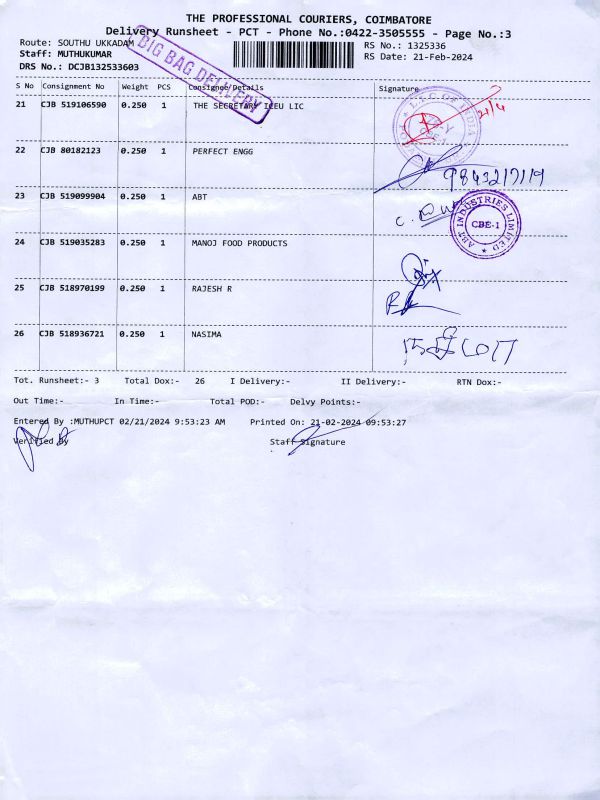 THE PROFESSIONAL COURIERS, COIMBATORE
Delivery Runsheet - PCT - Phone No.:0422-3505555 - Page No.:3
Route: SOUTHU UKKADAM
RS No.: 1325336
Staff: MUTHUKUMAR
RS Date: 21-Feb-2024
DRS No.: DCJB132533603
BIG BAG DELIVERY
S No Consignment No Weight PCS Consignee/Details Signature
21 CJB 519106590 0.250 1 THE SECRETARY ICEU LIC
22 CJB 80182123 0.250 1 PERFECT ENGG
9843217119
23 CJB 519099904 0.250 1 ABT
ABT INDUSTRIES LIMITED
CBE-1
24 CJB 519035283 0.250 1 MANOJ FOOD PRODUCTS
25 CJB 518970199 0.250 1 RAJESH R
26 CJB 518936721 0.250 1 NASIMA
Tot. Runsheet:- 3 Total Dox:- 26 I Delivery:- II Delivery:- RTN Dox:-
Out Time:- In Time:- Total POD:- Delvy Points:-
Entered By :MUTHUPCT 02/21/2024 9:53:23 AM Printed On: 21-02-2024 09:53:27
Verified By Staff Signature